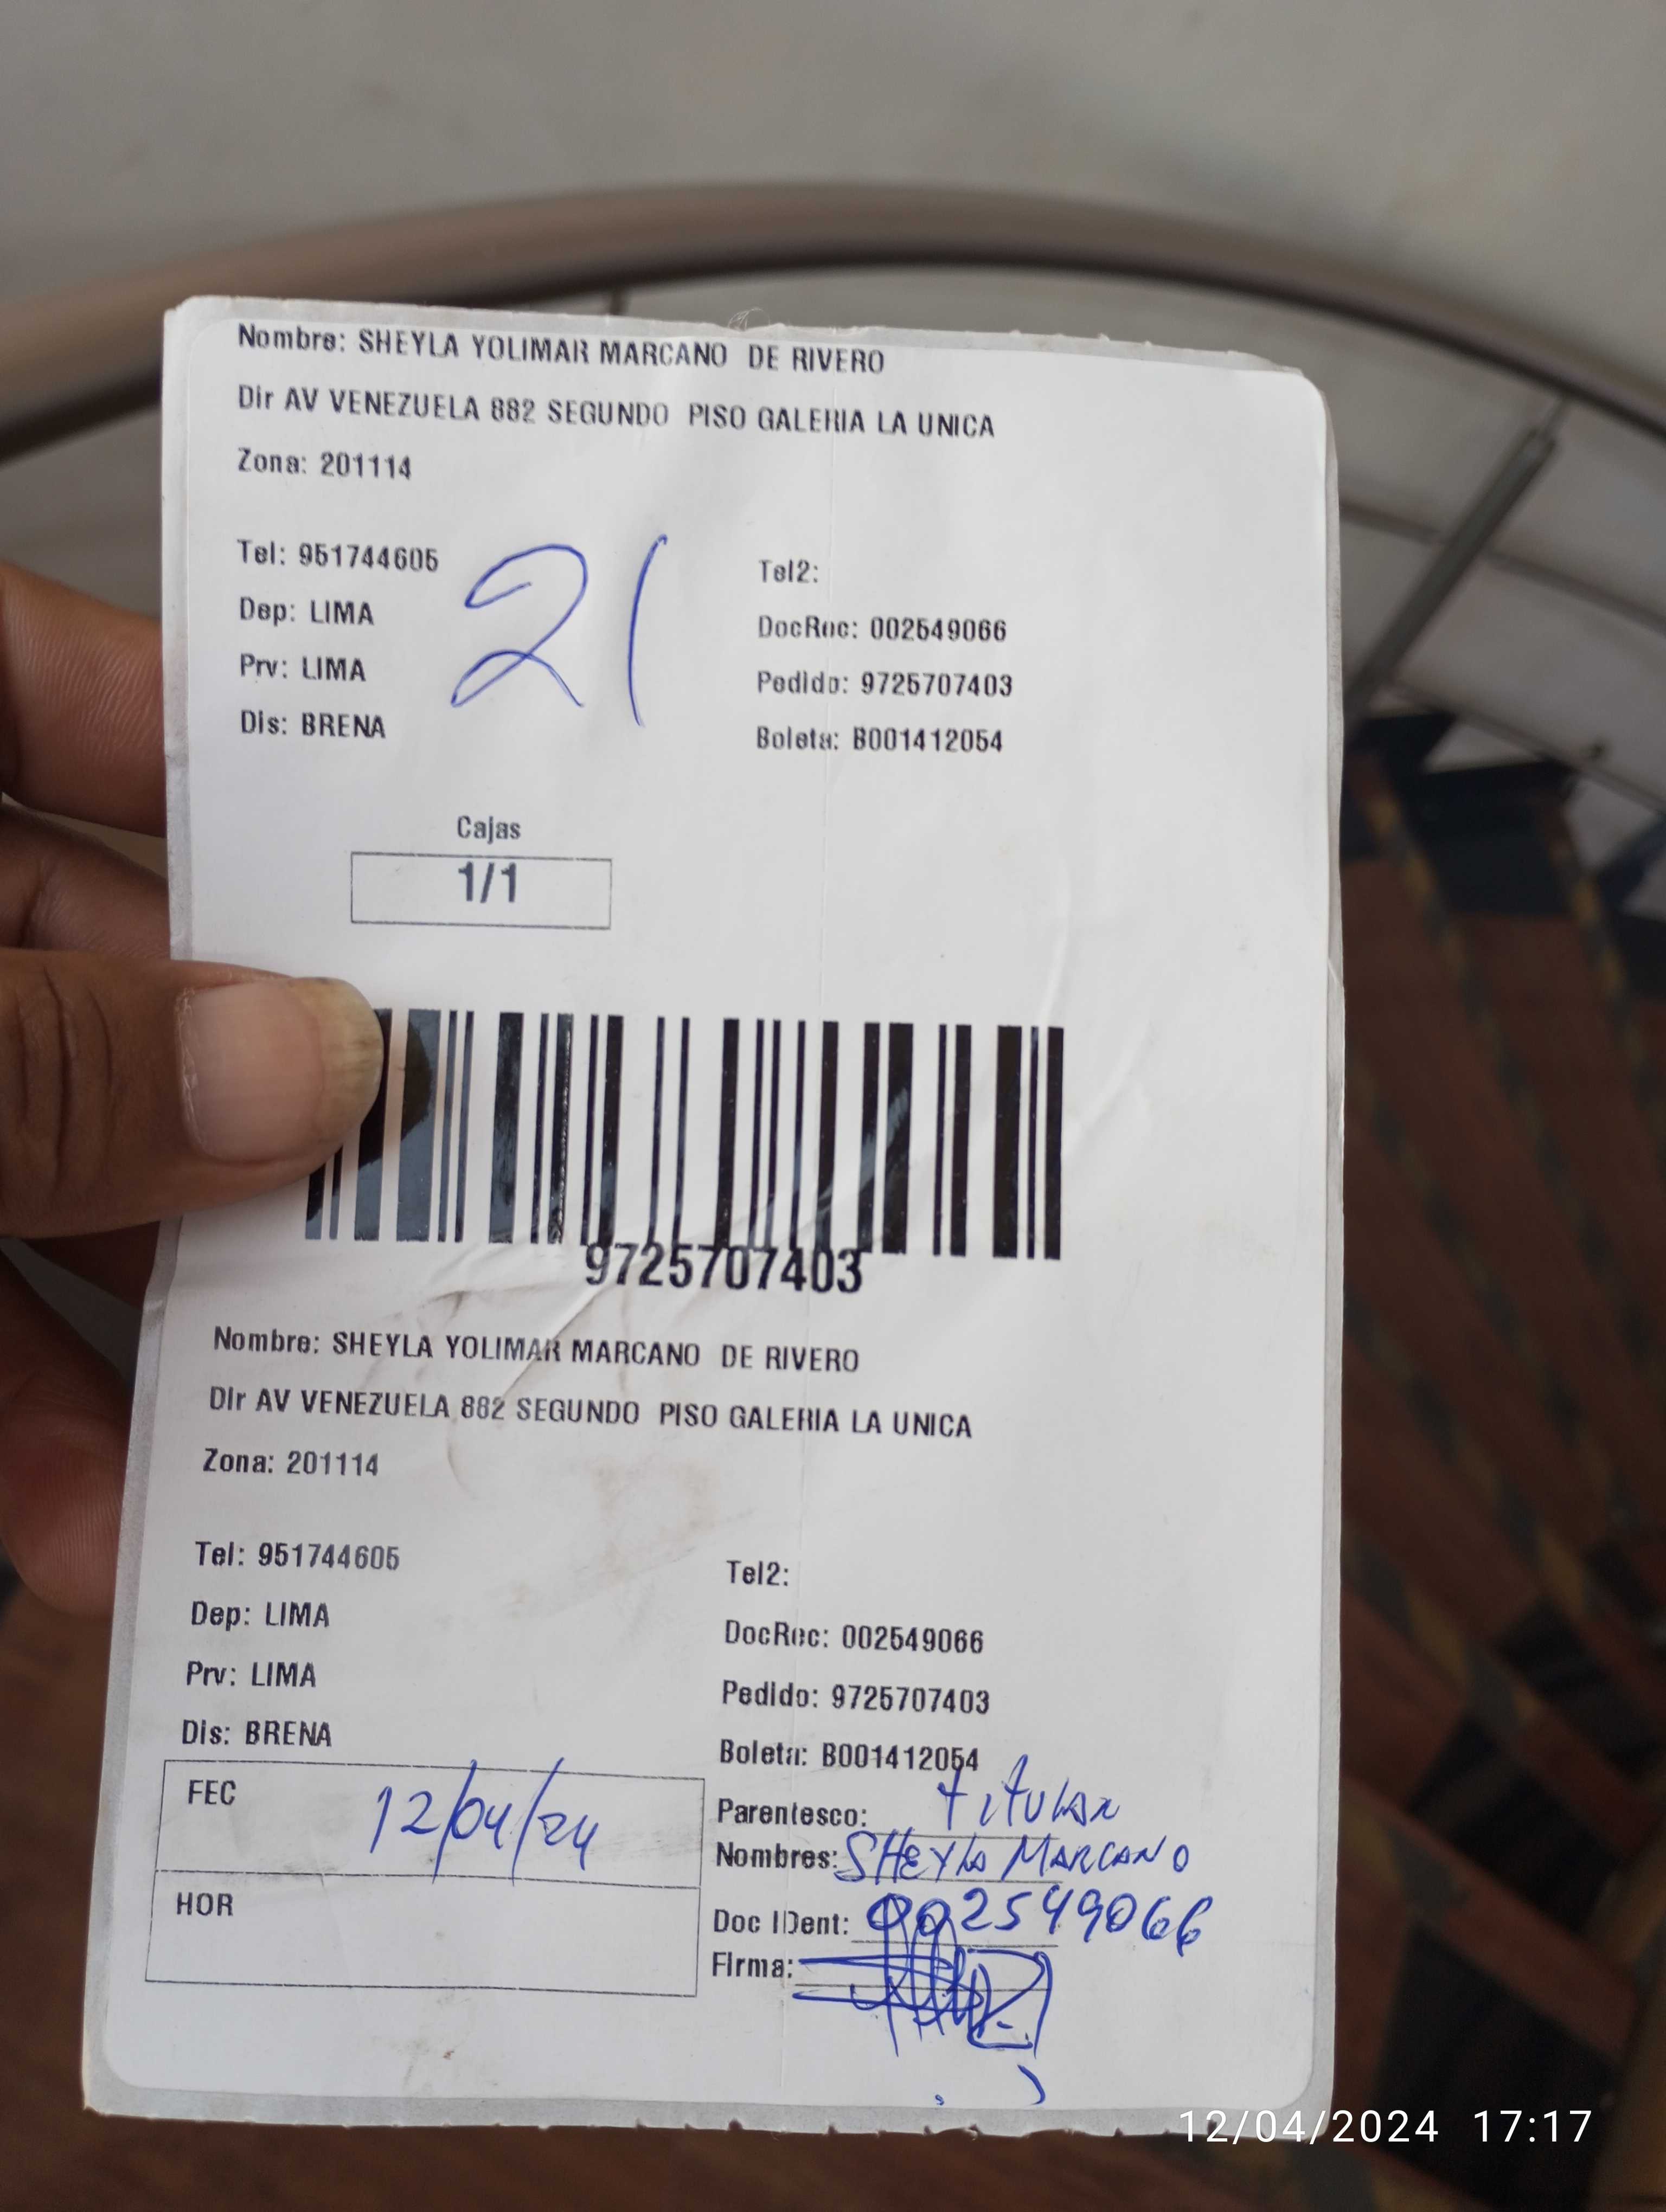 Nombre: SHEYLA YOLIMAR MARCANO DE RIVERO
Dir AV VENEZUELA 882 SEGUNDO PISO GALERIA LA UNICA
Zona: 201114
Tel: 951744605
Tel2:
Dep: LIMA
DocRec: 002549066
Prv: LIMA
Pedido: 9725707403
Dis: BRENA
Boleta: B001412054
21
Cajas
1/1
9725707403
Nombre: SHEYLA YOLIMAR MARCANO DE RIVERO
Dir AV VENEZUELA 882 SEGUNDO PISO GALERIA LA UNICA
Zona: 201114
Tel: 951744605
Tel2:
Dep: LIMA
DocRec: 002549066
Prv: LIMA
Pedido: 9725707403
Dis: BRENA
Boleta: B001412054
FEC 12/04/24
Parentesco: titular
Nombres: SHEYLA MARCANO
HOR
Doc IDent: 002549066
Firma:
12/04/2024 17:17